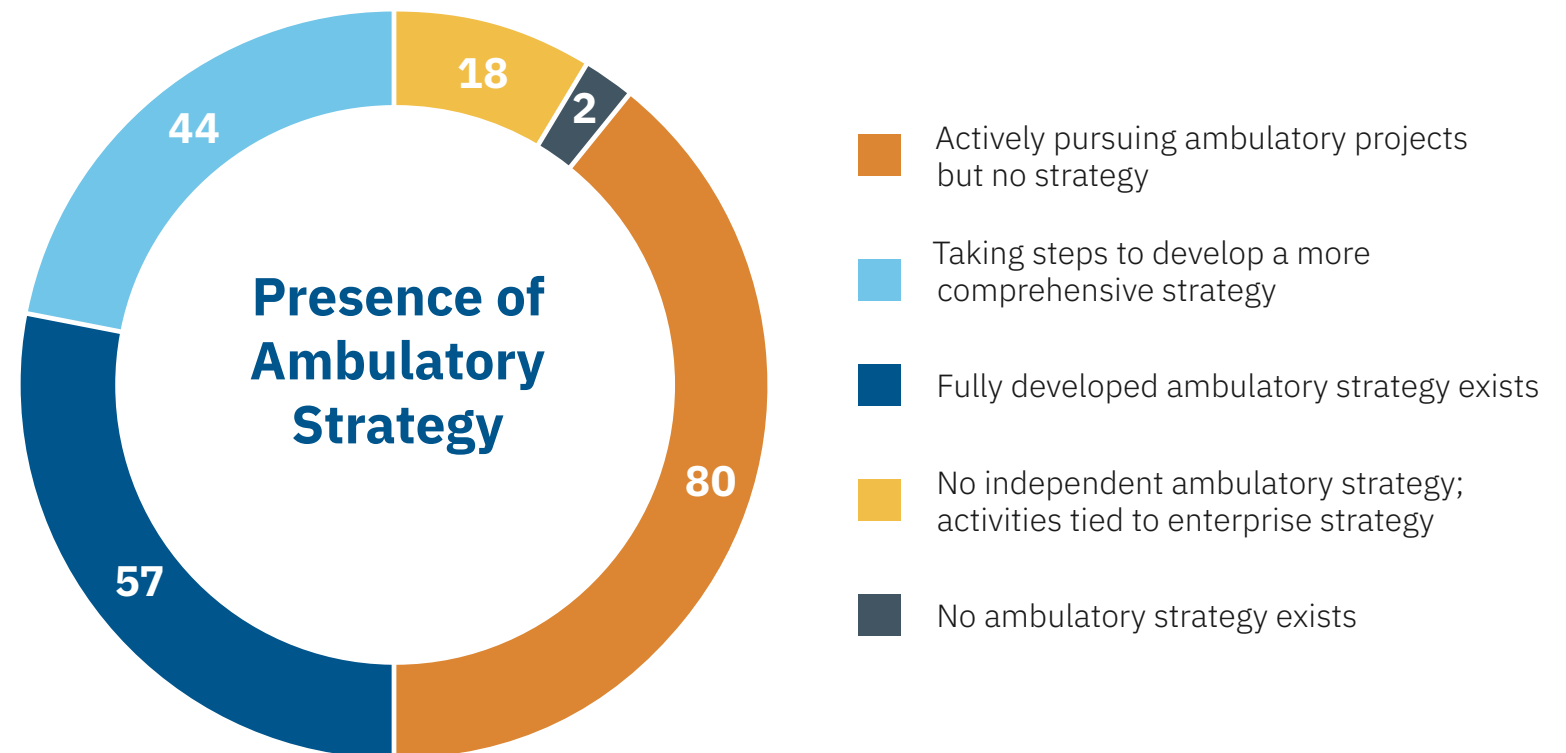 18
2
44
Presence of
Ambulatory
Strategy
80
57
Actively pursuing ambulatory projects
but no strategy
Taking steps to develop a more
comprehensive strategy
Fully developed ambulatory strategy exists
No independent ambulatory strategy;
activities tied to enterprise strategy
No ambulatory strategy exists